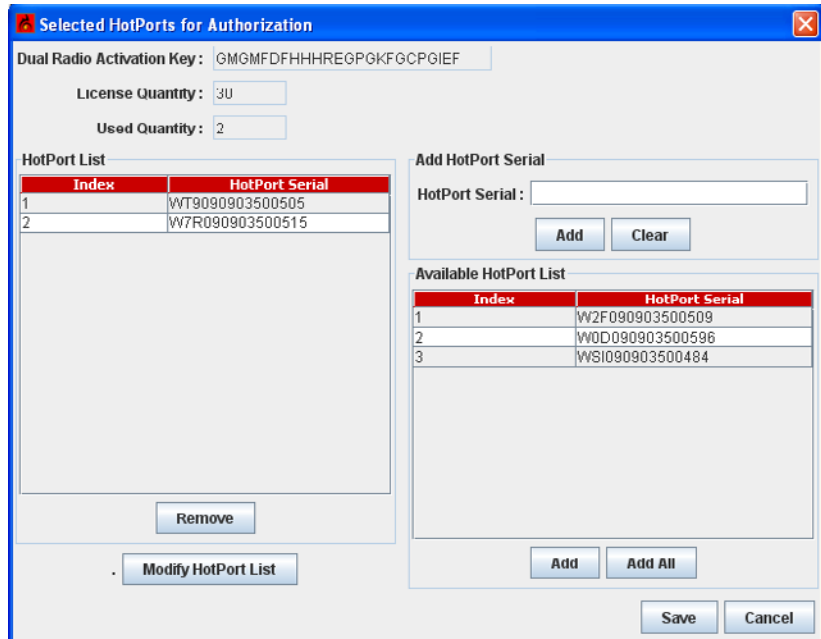 Selected HotPorts for Authorization
Dual Radio Activation Key : GMGMFDFHHHREGPGKFGCPGIEF
License Quantity : 30
Used Quantity : 2
HotPort List
Index HotPort Serial
1 WT9090903500505
2 W7R090903500515
Remove
. Modify HotPort List
Add HotPort Serial
HotPort Serial :
Add Clear
Available HotPort List
Index HotPort Serial
1 W2F090903500509
2 W0D090903500596
3 WSI090903500484
Add Add All
Save Cancel